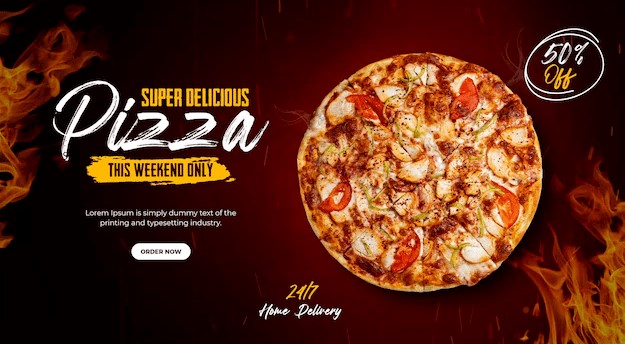 SUPER DELICIOUS
Pizza
THIS WEEKEND ONLY
Lorem Ipsum is simply dummy text of the
printing and typesetting industry.
ORDER NOW
50%
Off
24/7
Home Delivery